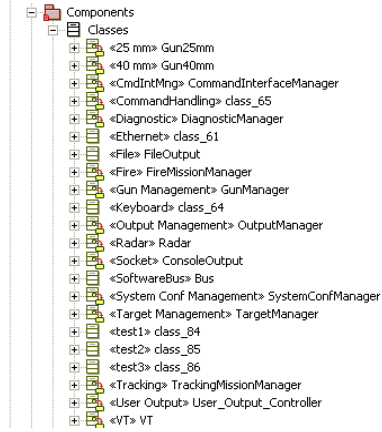 Components
Classes
«25 mm» Gun25mm
«40 mm» Gun40mm
«CmdIntMng» CommandInterfaceManager
«CommandHandling» class_65
«Diagnostic» DiagnosticManager
«Ethernet» class_61
«File» FileOutput
«Fire» FireMissionManager
«Gun Management» GunManager
«Keyboard» class_64
«Output Management» OutputManager
«Radar» Radar
«Socket» ConsoleOutput
«SoftwareBus» Bus
«System Conf Management» SystemConfManager
«Target Management» TargetManager
«test1» class_84
«test2» class_85
«test3» class_86
«Tracking» TrackingMissionManager
«User Output» User_Output_Controller
«VT» VT